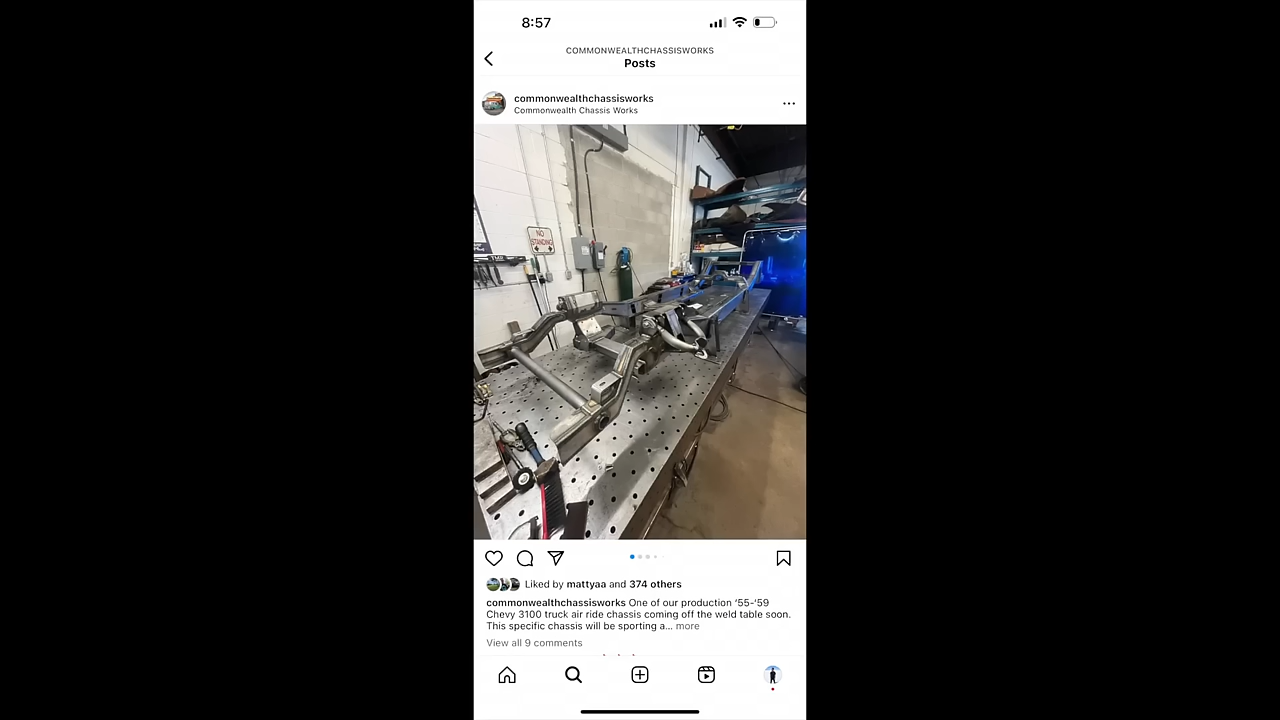 8:57
COMMONWEALTHCHASSISWORKS
Posts
commonwealthchassisworks
Commonwealth Chassis Works
NO
STANDING
Liked by mattyaa and 374 others
commonwealthchassisworks One of our production '55-'59
Chevy 3100 truck air ride chassis coming off the weld table soon.
This specific chassis will be sporting a... more
View all 9 comments